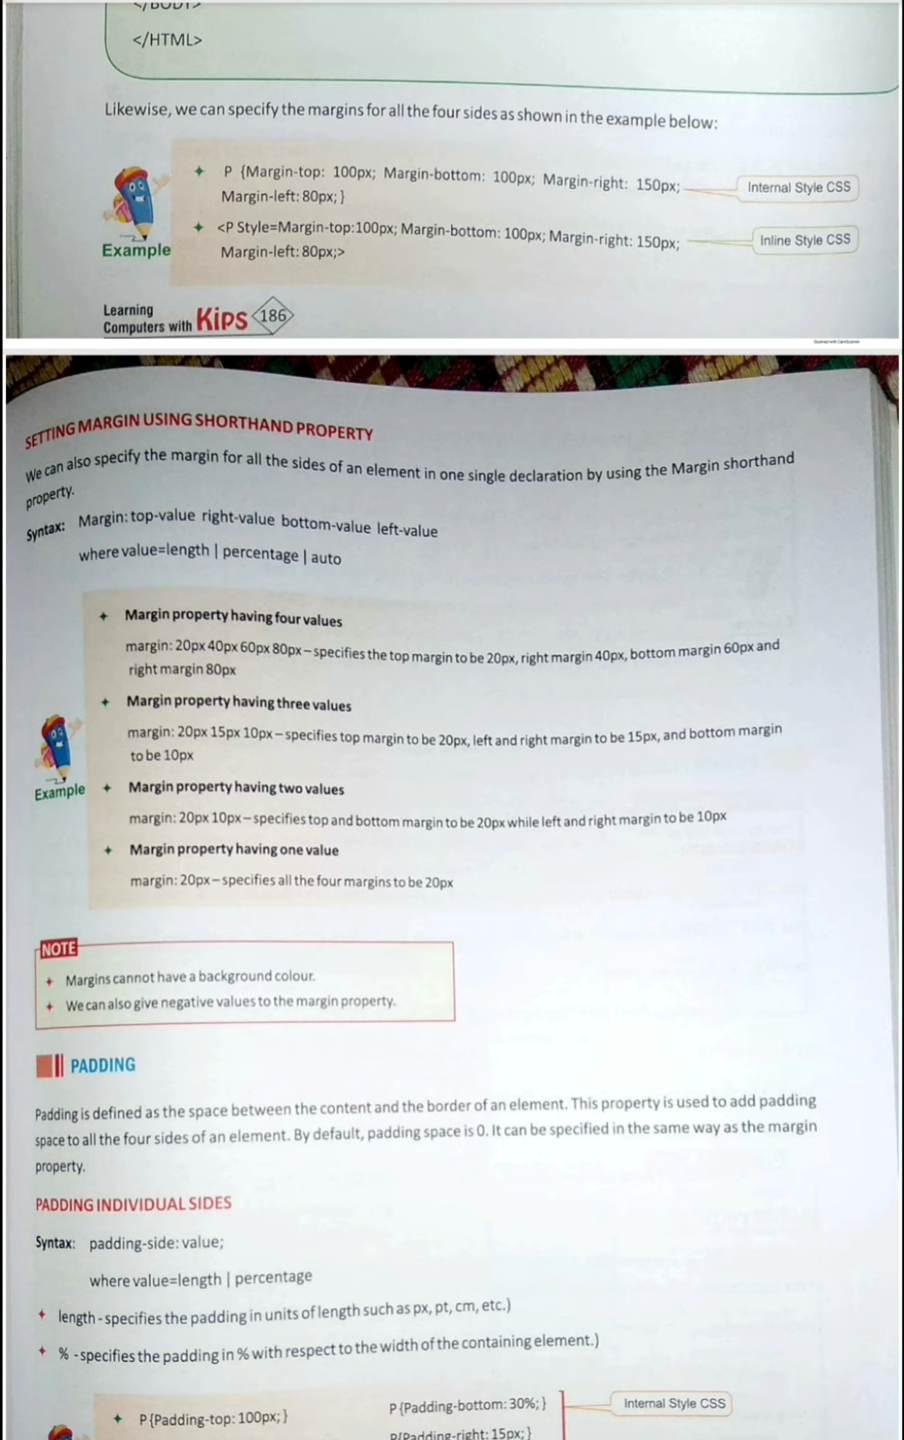 </BODY>
</HTML>
Likewise, we can specify the margins for all the four sides as shown in the example below:
✦ P {Margin-top: 100px; Margin-bottom: 100px; Margin-right: 150px;
Margin-left: 80px; }
Internal Style CSS
✦ <P Style=Margin-top:100px; Margin-bottom: 100px; Margin-right: 150px;
Margin-left: 80px;>
Inline Style CSS
Example
Learning
Computers with Kips 186
Scanned with CamScanner
SETTING MARGIN USING SHORTHAND PROPERTY
We can also specify the margin for all the sides of an element in one single declaration by using the Margin shorthand
property.
Syntax: Margin: top-value right-value bottom-value left-value
where value=length | percentage | auto
✦ Margin property having four values
margin: 20px 40px 60px 80px – specifies the top margin to be 20px, right margin 40px, bottom margin 60px and
right margin 80px
✦ Margin property having three values
margin: 20px 15px 10px – specifies top margin to be 20px, left and right margin to be 15px, and bottom margin
to be 10px
Example
✦ Margin property having two values
margin: 20px 10px – specifies top and bottom margin to be 20px while left and right margin to be 10px
✦ Margin property having one value
margin: 20px – specifies all the four margins to be 20px
NOTE
✦ Margins cannot have a background colour.
✦ We can also give negative values to the margin property.
PADDING
Padding is defined as the space between the content and the border of an element. This property is used to add padding
space to all the four sides of an element. By default, padding space is 0. It can be specified in the same way as the margin
property.
PADDING INDIVIDUAL SIDES
Syntax: padding-side: value;
where value=length | percentage
✦ length - specifies the padding in units of length such as px, pt, cm, etc.)
✦ % - specifies the padding in % with respect to the width of the containing element.)
✦ P {Padding-top: 100px; }
P {Padding-bottom: 30%; }
Internal Style CSS
P{Padding-right: 15px; }